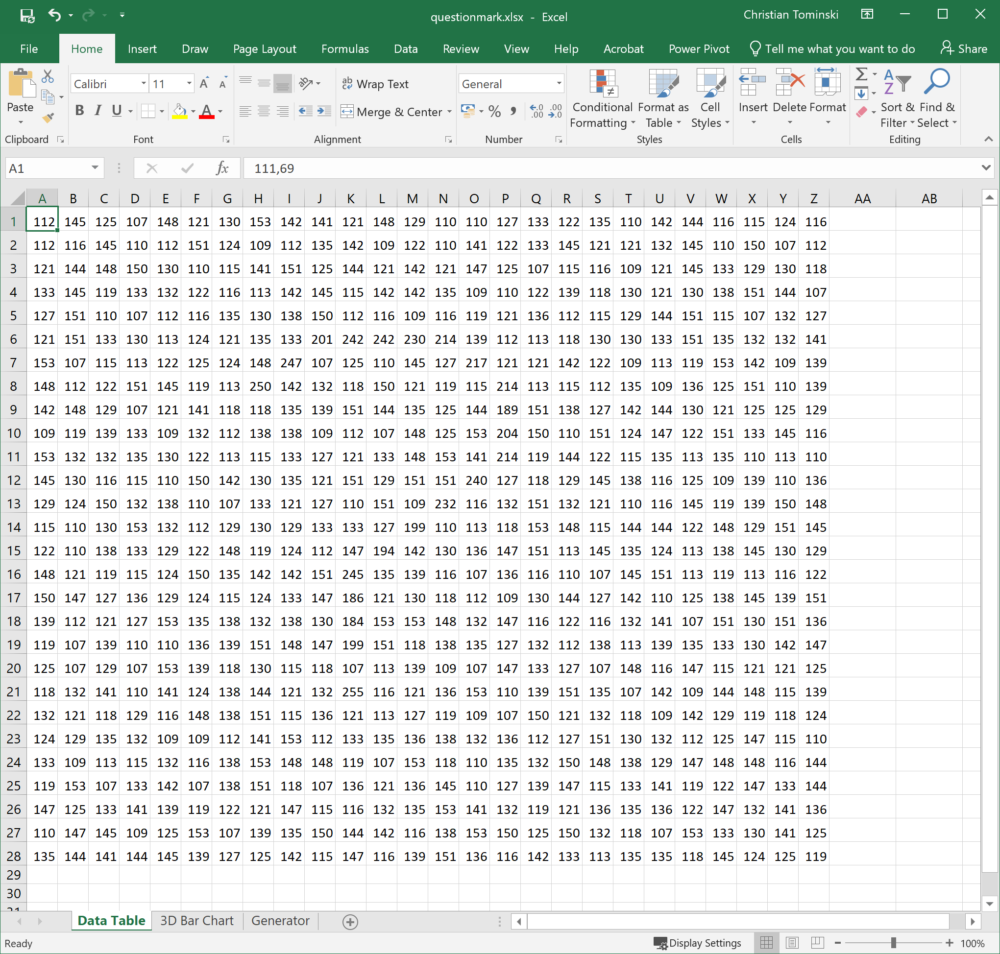 questionmark.xlsx - Excel
Christian Tominski
File Home Insert Draw Page Layout Formulas Data Review View Help Acrobat Power Pivot Tell me what you want to do Share
Calibri 11 Wrap Text General
Paste B I U A Merge & Center % Conditional Formatting Format as Table Cell Styles Insert Delete Format Sort & Filter Find & Select
Clipboard Font Alignment Number Styles Cells Editing
A1 fx 111,69
A B C D E F G H I J K L M N O P Q R S T U V W X Y Z AA AB
1 112 145 125 107 148 121 130 153 142 141 121 148 129 110 110 127 133 122 135 110 142 144 116 115 124 116
2 112 116 145 110 112 151 124 109 112 135 142 109 122 110 141 122 133 145 121 121 132 145 110 150 107 112
3 121 144 148 150 130 110 115 141 151 125 144 121 142 121 147 125 107 115 116 109 121 145 133 129 130 118
4 133 145 119 133 132 122 116 113 142 145 115 142 142 135 109 110 122 139 118 130 121 130 138 151 144 107
5 127 151 110 107 112 116 135 130 138 150 112 116 109 116 119 121 136 112 115 129 144 151 115 107 132 127
6 121 151 133 130 113 124 121 135 133 201 242 242 230 214 139 112 113 118 130 130 133 151 135 132 132 141
7 153 107 115 113 122 125 124 148 247 107 125 110 145 127 217 121 121 142 122 109 113 119 153 142 109 139
8 148 112 122 151 145 119 113 250 142 132 118 150 121 119 115 214 113 115 112 135 109 136 125 151 110 139
9 142 148 129 107 121 141 118 118 135 139 151 144 135 125 144 189 151 138 127 142 144 130 121 125 125 129
10 109 119 139 133 109 132 112 138 138 109 112 107 148 125 153 204 150 110 151 124 147 122 151 133 145 116
11 153 132 132 135 130 122 113 115 133 127 121 133 148 153 141 214 119 144 122 115 135 113 135 110 113 110
12 145 130 116 115 110 150 142 130 135 121 151 129 151 151 240 127 118 129 145 138 116 125 109 139 110 136
13 129 124 150 132 138 110 107 133 121 127 110 151 109 232 116 132 151 132 121 110 116 145 119 139 150 148
14 115 110 130 153 132 112 129 130 129 133 133 127 199 110 113 118 153 148 115 144 144 122 148 129 151 145
15 122 110 138 133 129 122 148 119 124 112 147 194 142 130 136 147 151 113 145 135 124 113 138 145 130 129
16 148 121 119 115 124 150 135 142 142 151 245 135 139 116 107 136 116 110 107 145 151 113 119 113 116 122
17 150 147 127 136 129 124 115 124 133 147 186 121 130 118 112 109 130 144 127 142 110 125 138 145 139 151
18 139 112 121 127 153 135 138 132 138 130 184 153 153 148 132 147 116 122 116 132 141 107 151 130 151 136
19 119 107 139 110 110 136 139 151 148 147 199 151 118 138 135 127 132 112 138 113 139 135 133 130 142 147
20 125 107 129 107 153 139 118 130 115 118 107 113 139 109 107 147 133 127 107 148 116 147 115 121 121 125
21 118 132 141 110 141 124 138 144 121 132 255 116 121 136 153 110 139 151 135 107 142 109 144 148 115 139
22 132 121 118 129 116 148 138 151 115 136 121 113 127 119 109 107 150 121 132 118 109 142 129 119 118 124
23 124 129 135 132 109 109 112 141 153 112 133 135 136 138 132 136 112 127 151 130 132 112 125 147 115 110
24 133 109 113 115 132 116 138 153 148 148 119 107 153 118 110 135 132 150 148 138 129 147 148 148 116 144
25 119 153 107 133 142 107 138 151 118 107 136 121 136 145 110 127 139 147 115 133 141 119 122 147 133 144
26 147 125 133 141 139 119 122 121 147 115 116 132 135 153 141 132 119 121 136 135 136 122 147 132 141 136
27 110 147 145 109 125 153 107 139 135 150 144 142 116 138 153 150 125 150 132 118 107 153 133 130 141 125
28 135 144 141 144 145 139 127 125 142 115 147 116 139 151 136 116 142 133 113 135 135 118 145 124 125 119
29
30
Data Table 3D Bar Chart Generator
Ready Display Settings 100%